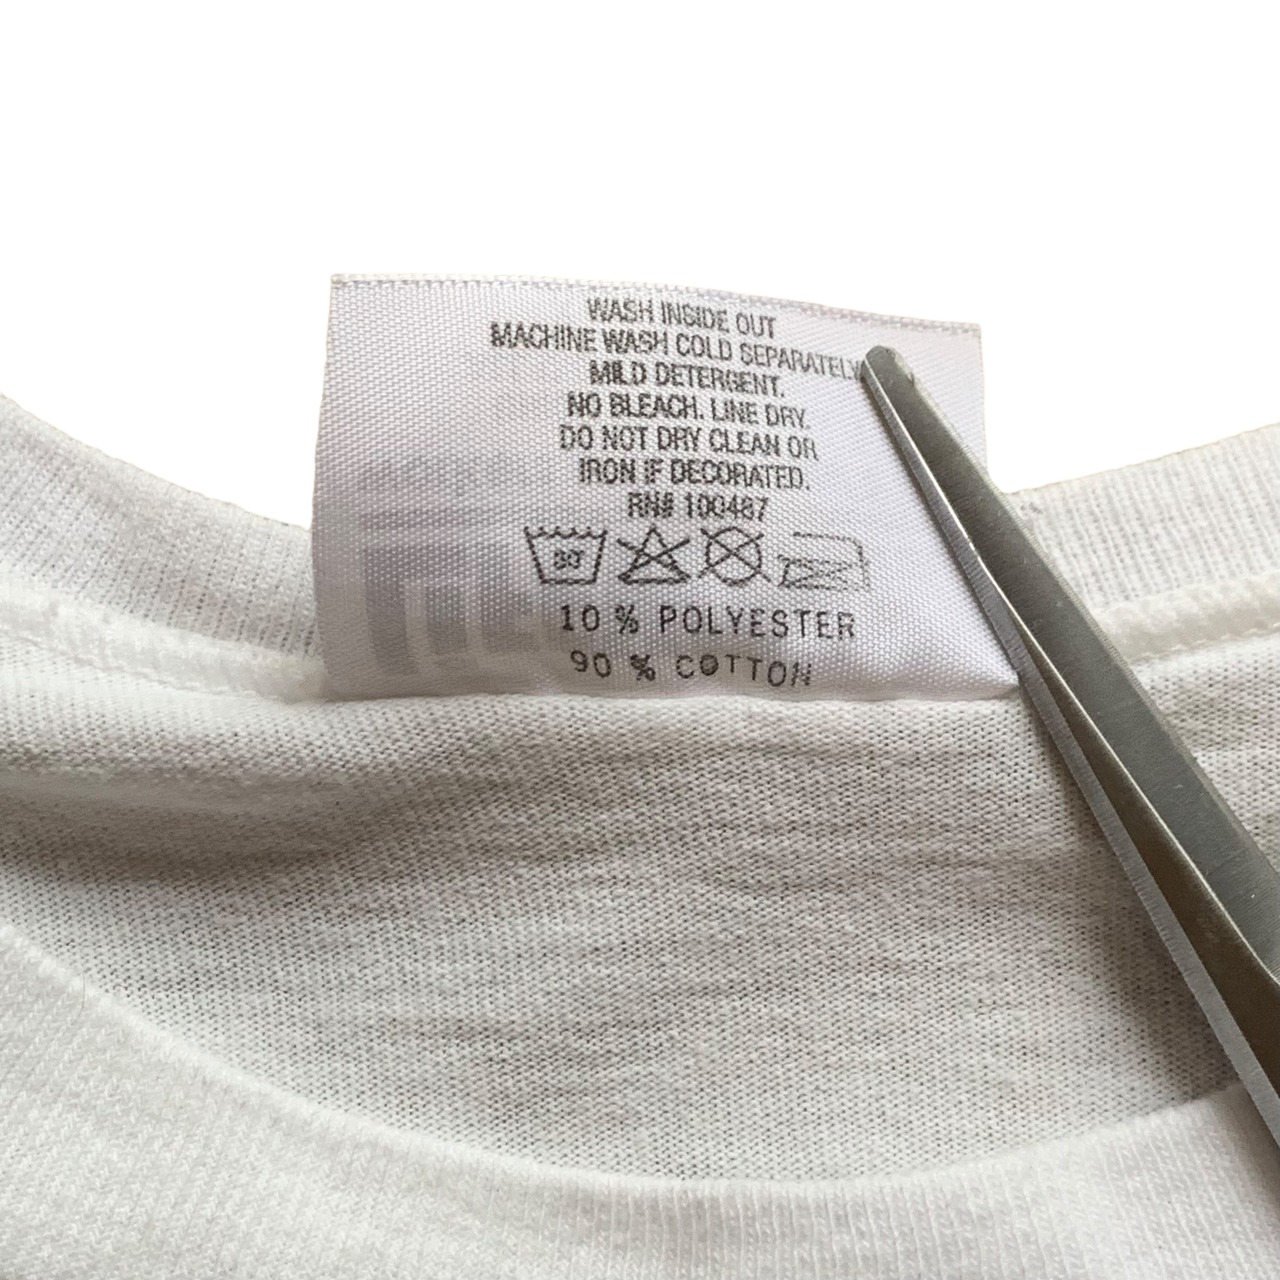 WASH INSIDE OUT
MACHINE WASH COLD SEPARATELY
MILD DETERGENT.
NO BLEACH. LINE DRY.
DO NOT DRY CLEAN OR
IRON IF DECORATED.
RN# 100487
30°
10 % POLYESTER
90 % COTTON